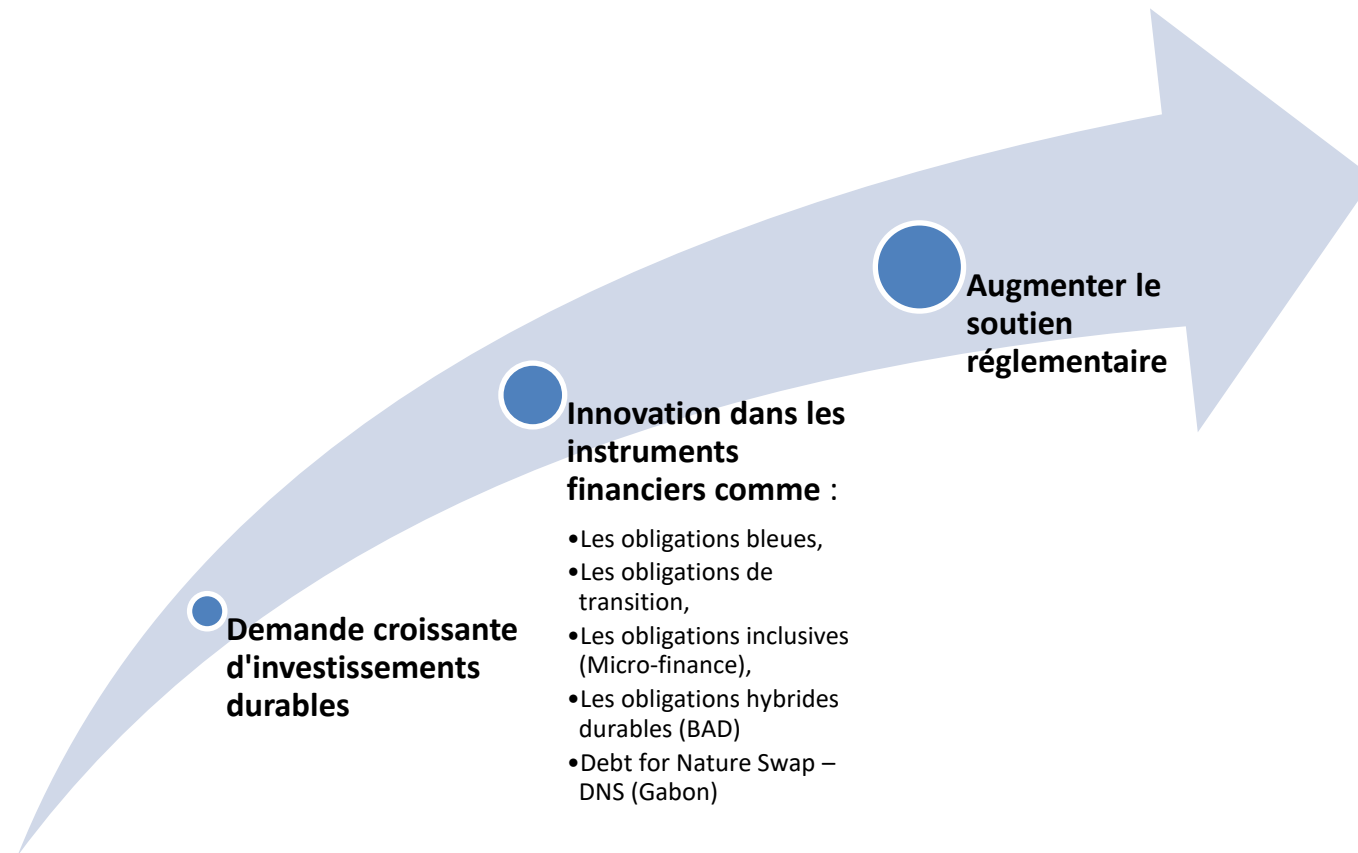 Demande croissante
d'investissements
durables
Innovation dans les
instruments
financiers comme :
•Les obligations bleues,
•Les obligations de
transition,
•Les obligations inclusives
(Micro-finance),
•Les obligations hybrides
durables (BAD)
•Debt for Nature Swap –
DNS (Gabon)
Augmenter le
soutien
réglementaire